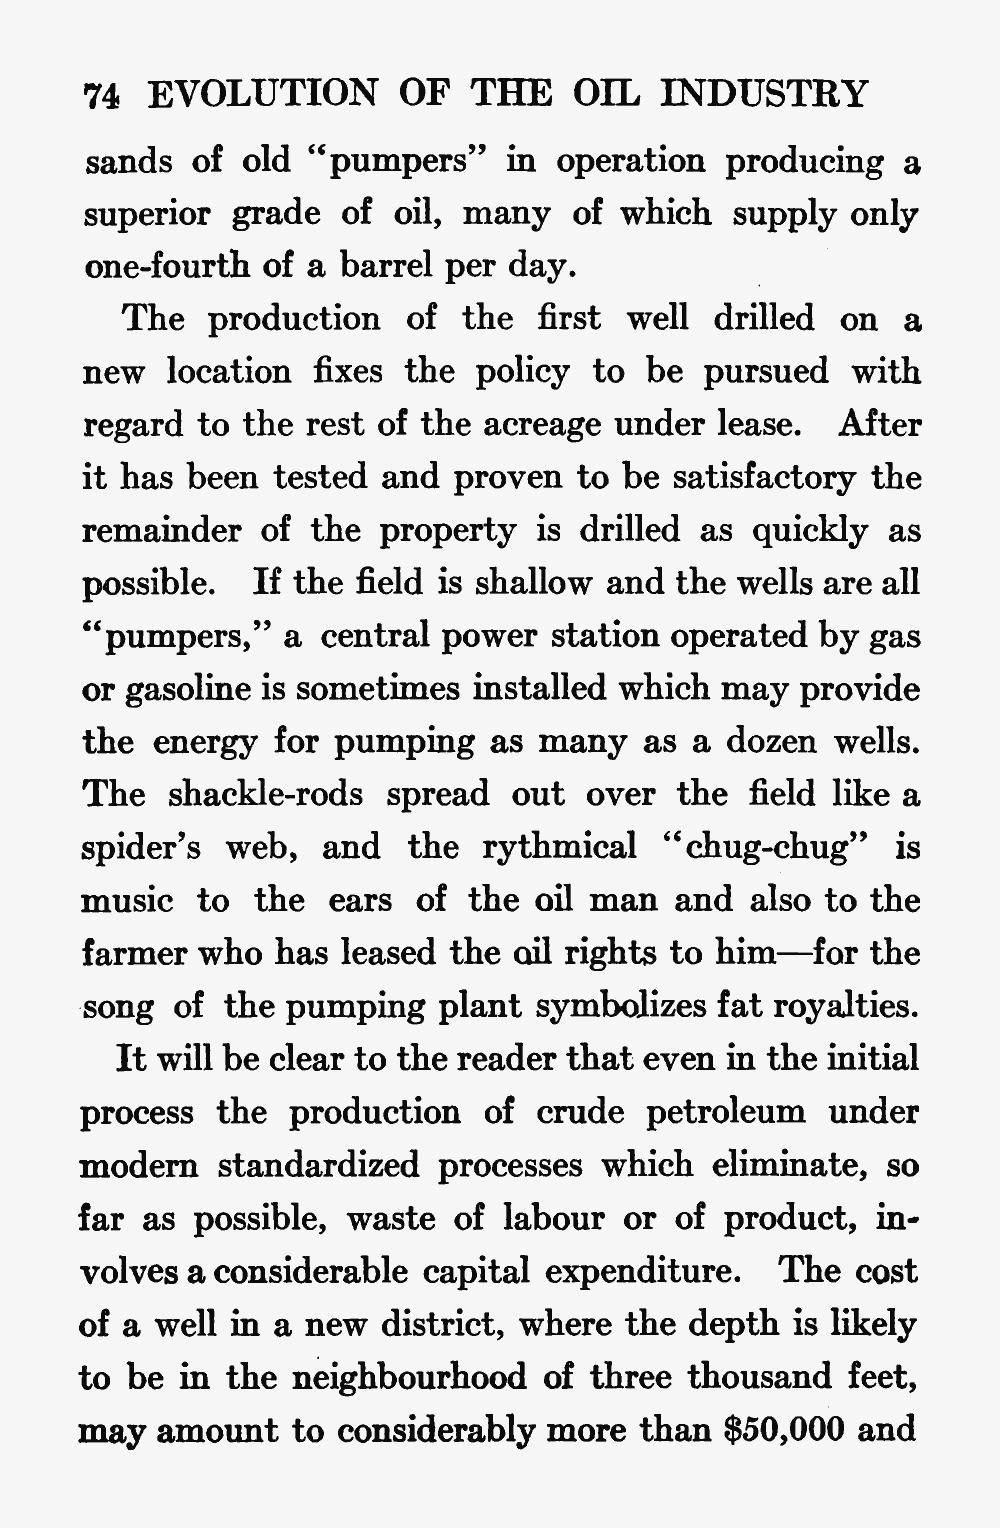 74 EVOLUTION OF THE OIL INDUSTRY
sands of old “pumpers” in operation producing a
superior grade of oil, many of which supply only
one-fourth of a barrel per day.
The production of the first well drilled on a
new location fixes the policy to be pursued with
regard to the rest of the acreage under lease. After
it has been tested and proven to be satisfactory the
remainder of the property is drilled as quickly as
possible. If the field is shallow and the wells are all
“pumpers,” a central power station operated by gas
or gasoline is sometimes installed which may provide
the energy for pumping as many as a dozen wells.
The shackle-rods spread out over the field like a
spider’s web, and the rythmical “chug-chug” is
music to the ears of the oil man and also to the
farmer who has leased the oil rights to him—for the
song of the pumping plant symbolizes fat royalties.
It will be clear to the reader that even in the initial
process the production of crude petroleum under
modern standardized processes which eliminate, so
far as possible, waste of labour or of product, in-
volves a considerable capital expenditure. The cost
of a well in a new district, where the depth is likely
to be in the neighbourhood of three thousand feet,
may amount to considerably more than $50,000 and